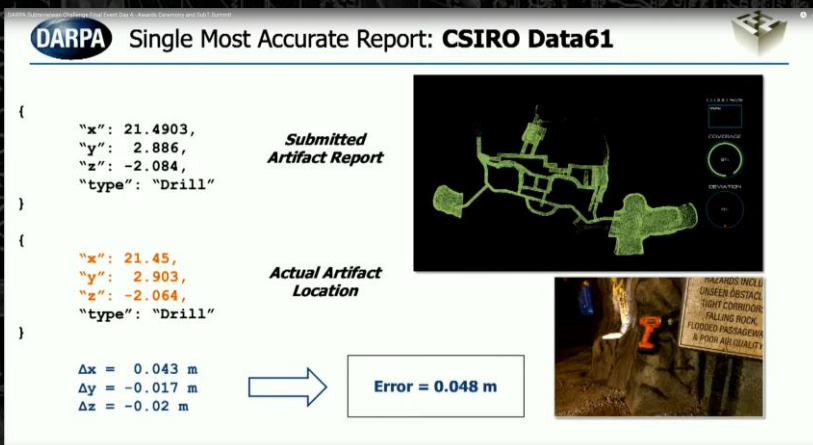 DARPA Subterranean Challenge Final Event Day 4 - Awards Ceremony and SubT Summit
DARPA Single Most Accurate Report: CSIRO Data61
{
"x": 21.4903,
"y": 2.886,
"z": -2.084,
"type": "Drill"
}
Submitted
Artifact Report
{
"x": 21.45,
"y": 2.903,
"z": -2.064,
"type": "Drill"
}
Actual Artifact
Location
Δx = 0.043 m
Δy = -0.017 m
Δz = -0.02 m
Error = 0.048 m
COVERAGE
DEVIATION
HAZARDS INCLU
UNSEEN OBSTACL
TIGHT CORRIDORS
FALLING ROCK,
FLOODED PASSAGEWA
& POOR AIR QUALITY